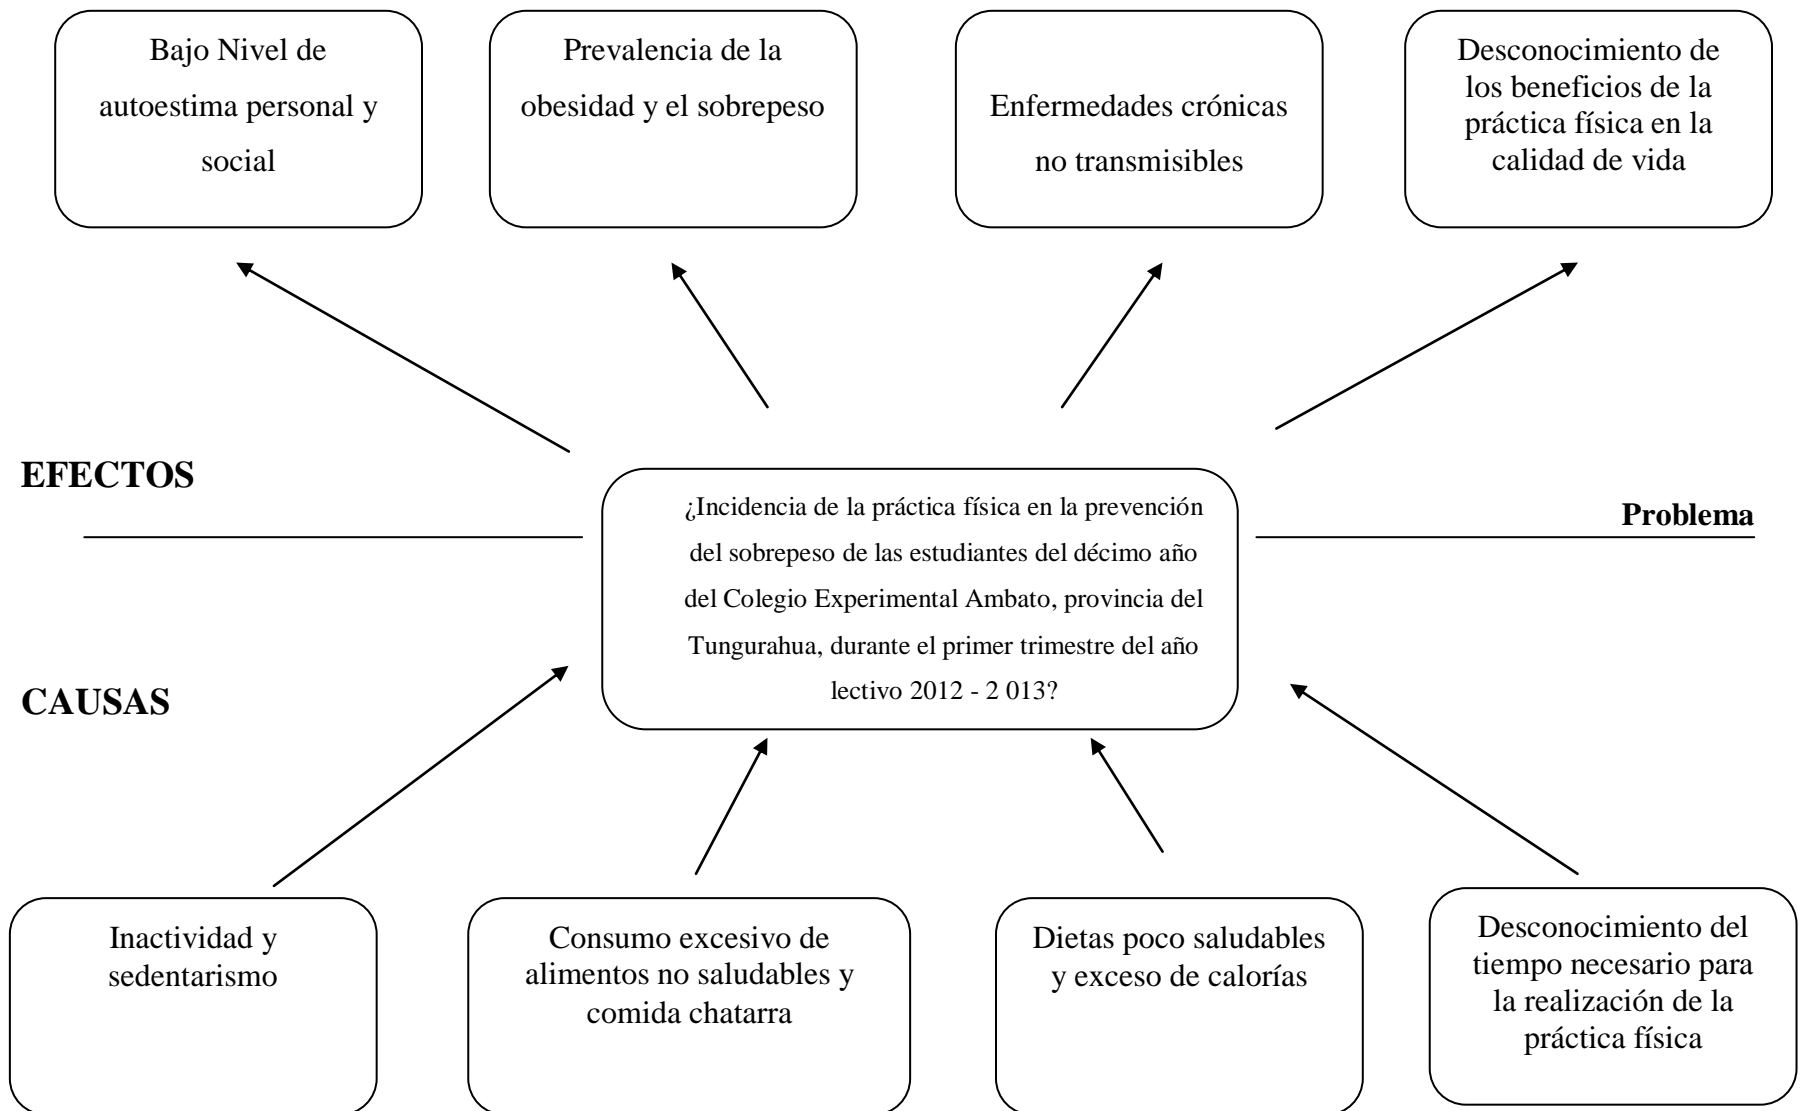 Bajo Nivel de
autoestima personal y
social
Prevalencia de la
obesidad y el sobrepeso
Enfermedades crónicas
no transmisibles
Desconocimiento de
los beneficios de la
práctica física en la
calidad de vida
EFECTOS
¿Incidencia de la práctica física en la prevención
del sobrepeso de las estudiantes del décimo año
del Colegio Experimental Ambato, provincia del
Tungurahua, durante el primer trimestre del año
lectivo 2012 - 2 013?
Problema
CAUSAS
Inactividad y
sedentarismo
Consumo excesivo de
alimentos no saludables y
comida chatarra
Dietas poco saludables
y exceso de calorías
Desconocimiento del
tiempo necesario para
la realización de la
práctica física